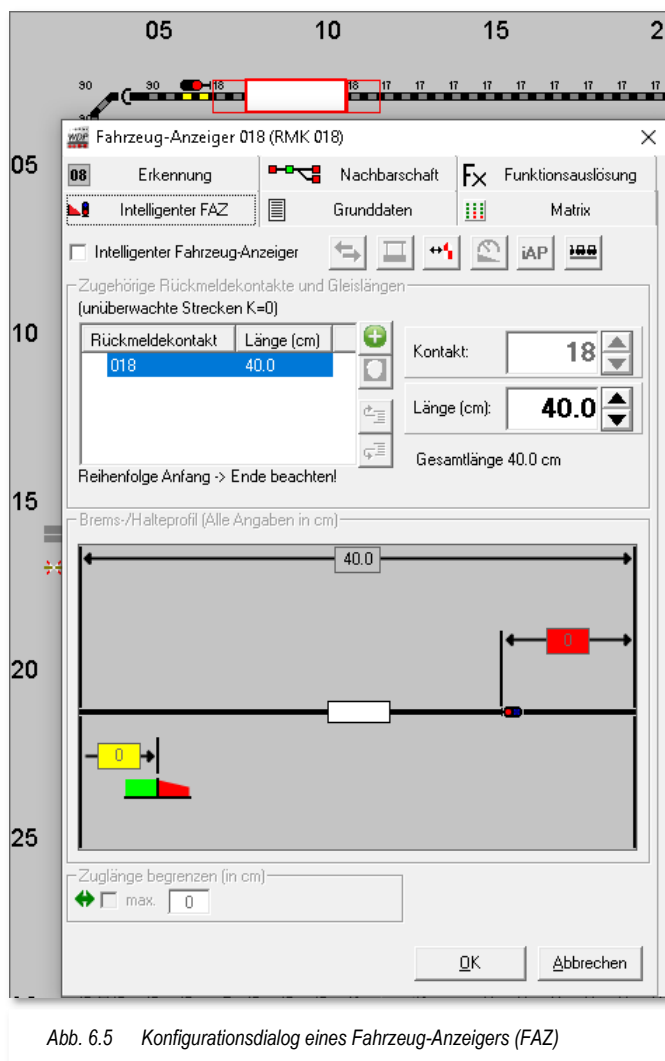 05 10 15 2
30 30 18 18 17 17 17 17 17 17 17 17
WDP Fahrzeug-Anzeiger 018 (RMK 018)
05
08 Erkennung Nachbarschaft Fx Funktionsauslösung
Intelligenter FAZ Grunddaten Matrix
Intelligenter Fahrzeug-Anzeiger iAP
Zugehörige Rückmeldekontakte und Gleislängen
(unüberwachte Strecken K=0)
10
Rückmeldekontakt Länge (cm)
018 40.0
Kontakt: 18
Länge (cm): 40.0
Gesamtlänge 40.0 cm
Reihenfolge Anfang -> Ende beachten!
15
Brems-/Halteprofil (Alle Angaben in cm)
40.0
0
20
0
25
Zuglänge begrenzen (in cm)
max. 0
OK Abbrechen
Abb. 6.5 Konfigurationsdialog eines Fahrzeug-Anzeigers (FAZ)